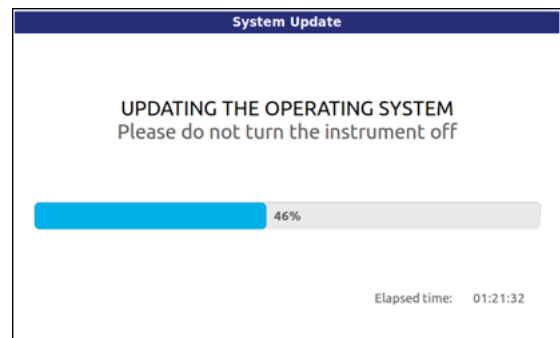 System Update
UPDATING THE OPERATING SYSTEM
Please do not turn the instrument off
46%
Elapsed time: 01:21:32